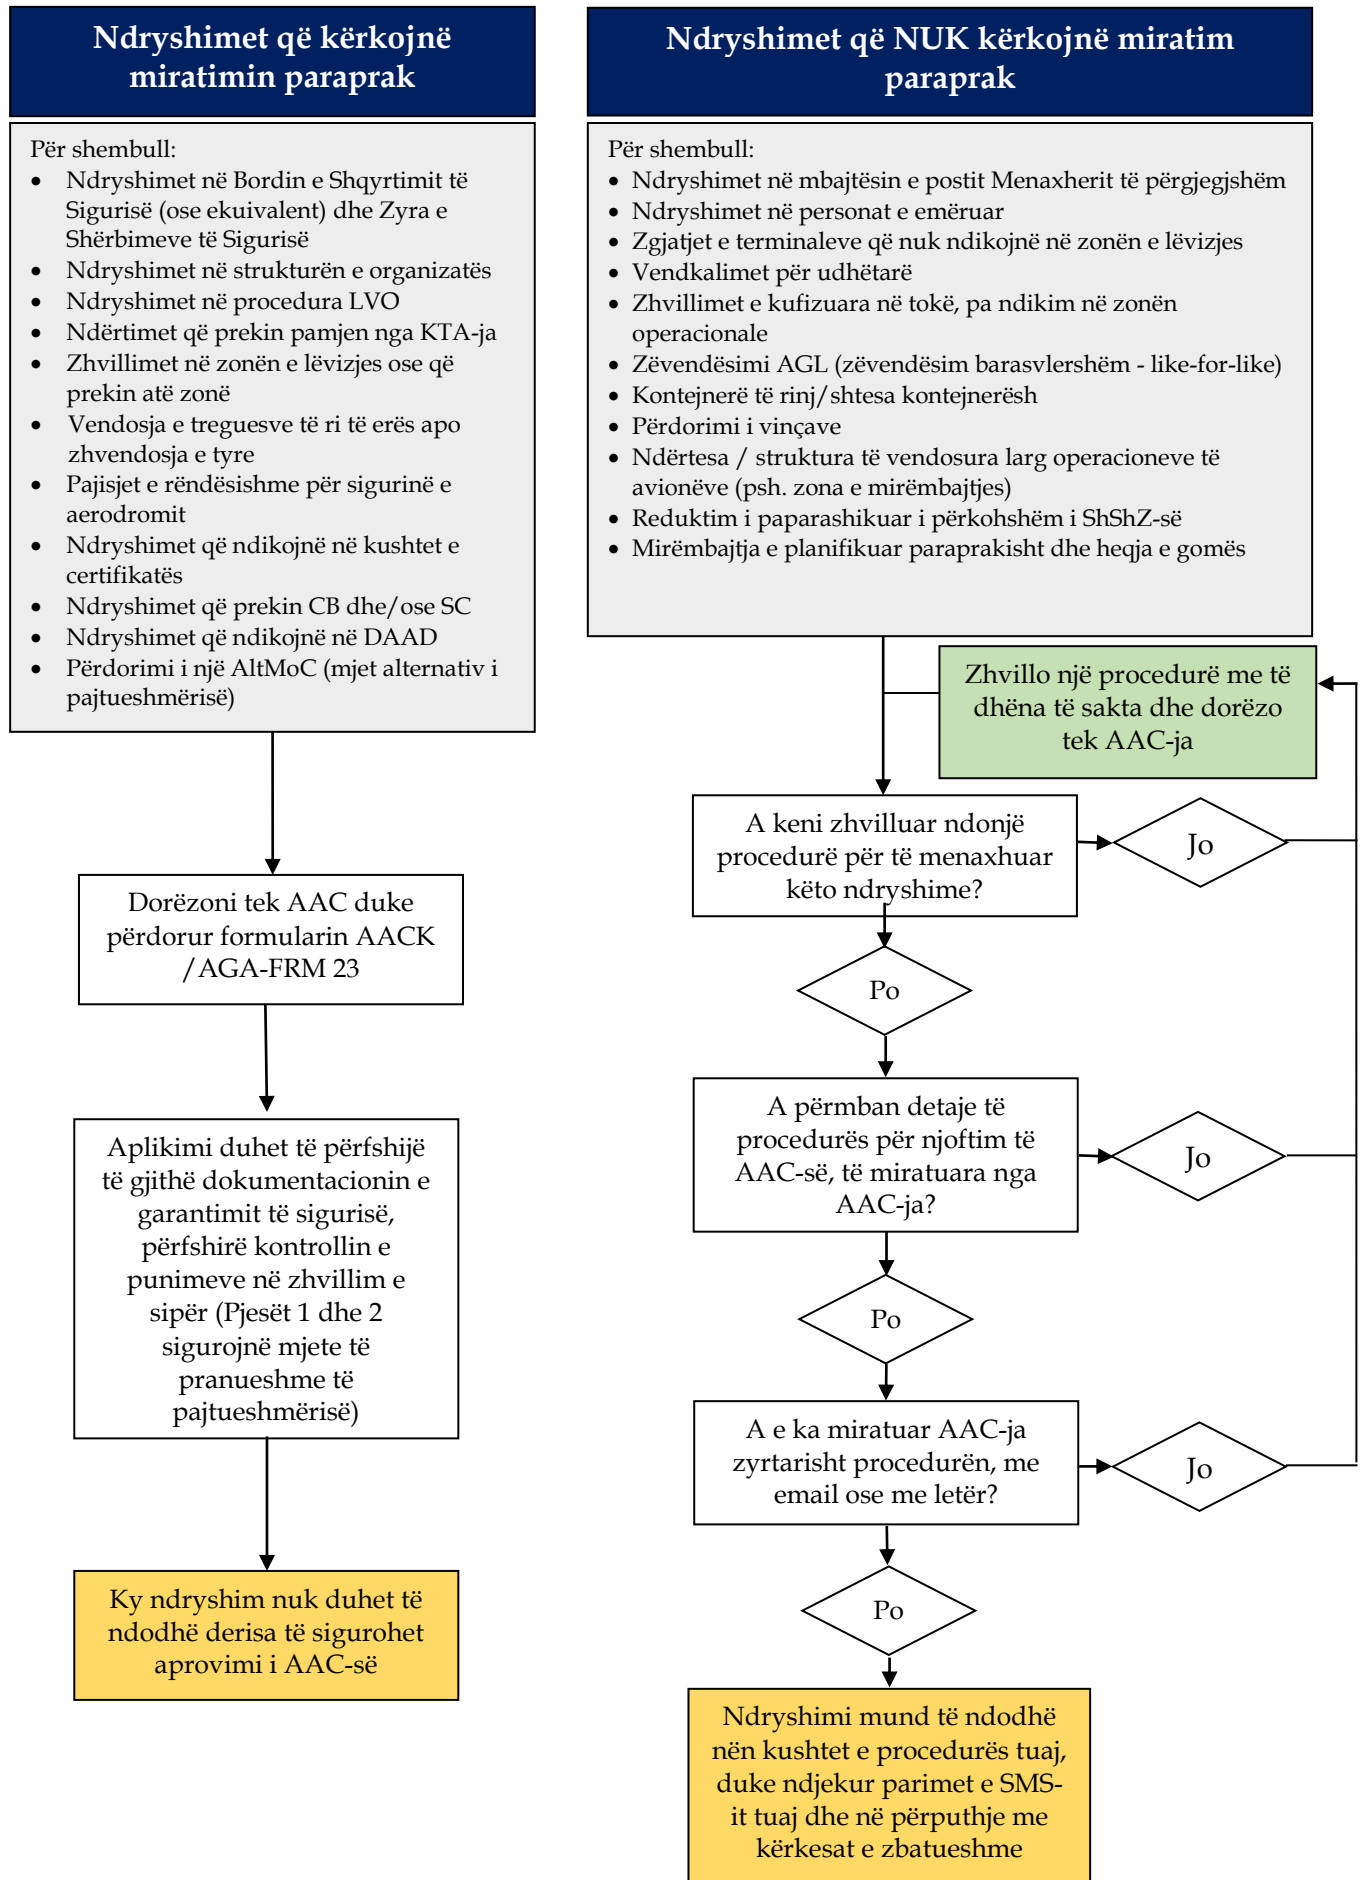 Ndryshimet që kërkojnë
miratimin paraprak
Për shembull:
• Ndryshimet në Bordin e Shqyrtimit të
Sigurisë (ose ekuivalent) dhe Zyra e
Shërbimeve të Sigurisë
• Ndryshimet në strukturën e organizatës
• Ndryshimet në procedura LVO
• Ndërtimet që prekin pamjen nga KTA-ja
• Zhvillimet në zonën e lëvizjes ose që
prekin atë zonë
• Vendosja e treguesve të ri të erës apo
zhvendosja e tyre
• Pajisjet e rëndësishme për sigurinë e
aerodromit
• Ndryshimet që ndikojnë në kushtet e
certifikatës
• Ndryshimet që prekin CB dhe/ose SC
• Ndryshimet që ndikojnë në DAAD
• Përdorimi i një AltMoC (mjet alternativ i
pajtueshmërisë)
Dorëzoni tek AAC duke
përdorur formularin AACK
/AGA-FRM 23
Aplikimi duhet të përfshijë
të gjithë dokumentacionin e
garantimit të sigurisë,
përfshirë kontrollin e
punimeve në zhvillim e
sipër (Pjesët 1 dhe 2
sigurojnë mjete të
pranueshme të
pajtueshmërisë)
Ky ndryshim nuk duhet të
ndodhë derisa të sigurohet
aprovimi i AAC-së
Ndryshimet që NUK kërkojnë miratim
paraprak
Për shembull:
• Ndryshimet në mbajtësin e postit Menaxherit të përgjegjshëm
• Ndryshimet në personat e emëruar
• Zgjatjet e terminaleve që nuk ndikojnë në zonën e lëvizjes
• Vendkalimet për udhëtarë
• Zhvillimet e kufizuara në tokë, pa ndikim në zonën
operacionale
• Zëvendësimi AGL (zëvendësim barasvlershëm - like-for-like)
• Kontejnerë të rinj/shtesa kontejnerësh
• Përdorimi i vinçave
• Ndërtesa / struktura të vendosura larg operacioneve të
avionëve (psh. zona e mirëmbajtjes)
• Reduktim i paparashikuar i përkohshëm i ShShZ-së
• Mirëmbajtja e planifikuar paraprakisht dhe heqja e gomës
Zhvillo një procedurë me të
dhëna të sakta dhe dorëzo
tek AAC-ja
A keni zhvilluar ndonjë
procedurë për të menaxhuar
këto ndryshime?
Jo
Po
A përmban detaje të
procedurës për njoftim të
AAC-së, të miratuara nga
AAC-ja?
Jo
Po
A e ka miratuar AAC-ja
zyrtarisht procedurën, me
email ose me letër?
Jo
Po
Ndryshimi mund të ndodhë
nën kushtet e procedurës tuaj,
duke ndjekur parimet e SMS-
it tuaj dhe në përputhje me
kërkesat e zbatueshme